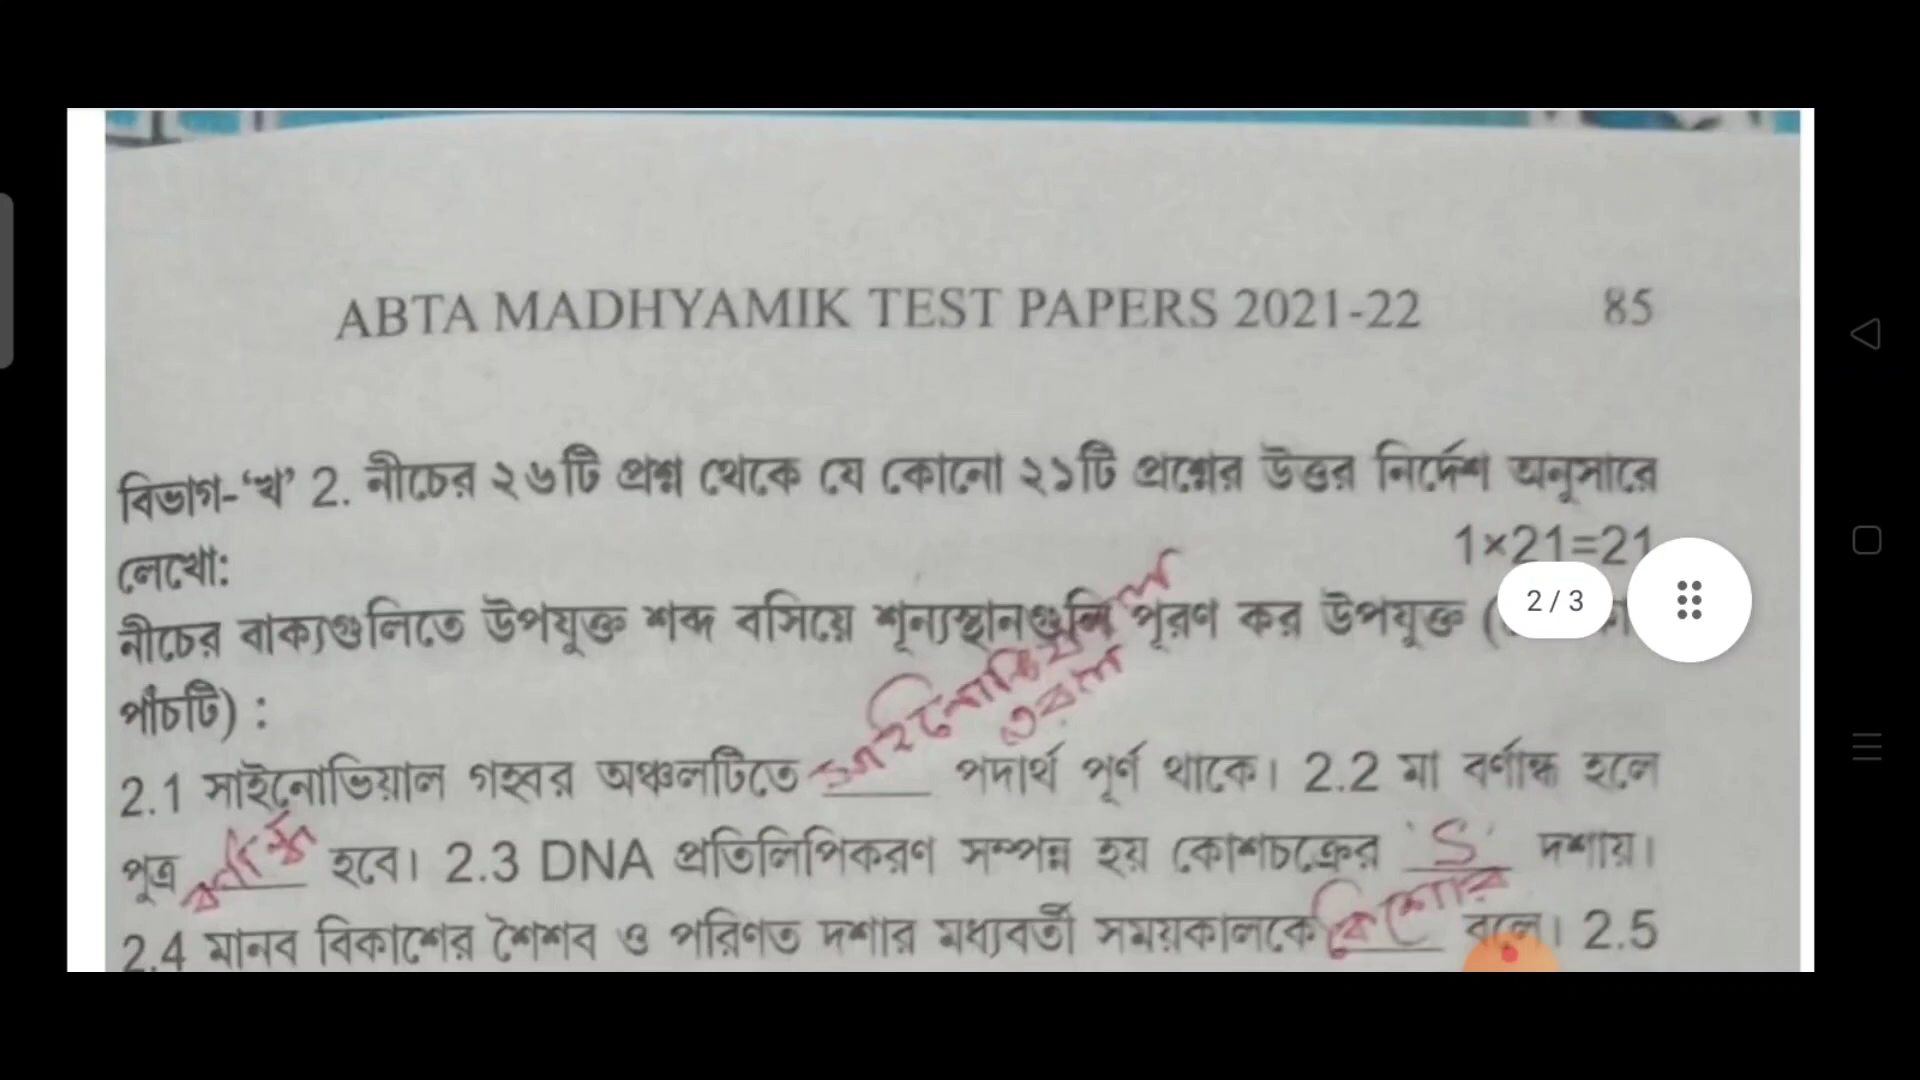 ABTA MADHYAMIK TEST PAPERS 2021-22 85
বিভাগ-‘খ’ 2. নীচের ২৬টি প্রশ্ন থেকে যে কোনো ২১টি প্রশ্নের উত্তর নির্দেশ অনুসারে
লেখো: 1×21=21
2 / 3
নীচের বাক্যগুলিতে উপযুক্ত শব্দ বসিয়ে শূন্যস্থানগুলি পূরণ কর উপযুক্ত (
পাঁচটি) :
সাইনোভিয়াল
তরল
2.1 সাইনোভিয়াল গহ্বর অঞ্চলটিতে ____ পদার্থ পূর্ণ থাকে। 2.2 মা বর্ণান্ধ হলে
পুত্র বর্ণান্ধ হবে। 2.3 DNA প্রতিলিপিকরণ সম্পন্ন হয় কোশচক্রের 'S' দশায়।
2.4 মানব বিকাশের শৈশব ও পরিণত দশার মধ্যবর্তী সময়কালকে কিশোর বলে। 2.5